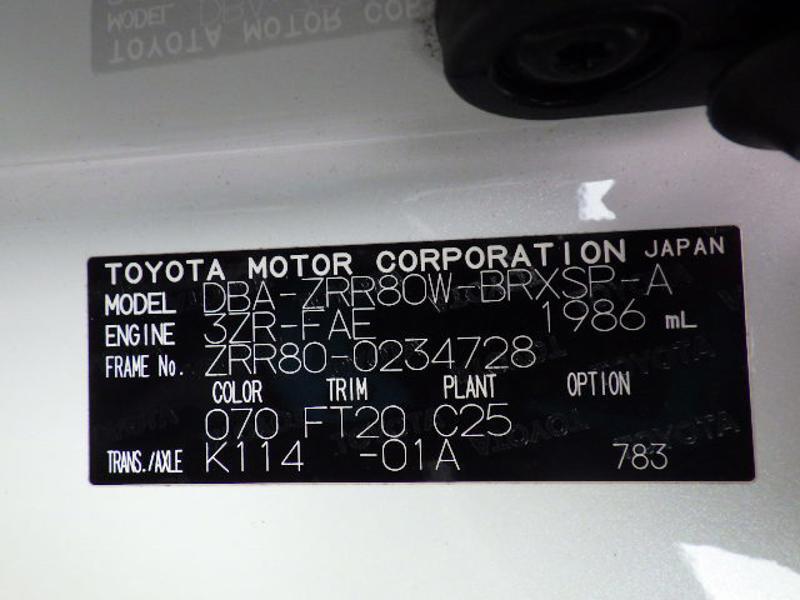 TOYOTA MOTOR CORPORATION JAPAN
MODEL DBA-ZRR80W-BRXSP-A
ENGINE 3ZR-FAE 1986 mL
FRAME No. ZRR80-0234728
COLOR TRIM PLANT OPTION
070 FT20 C25
TRANS./AXLE K114 -01A 783